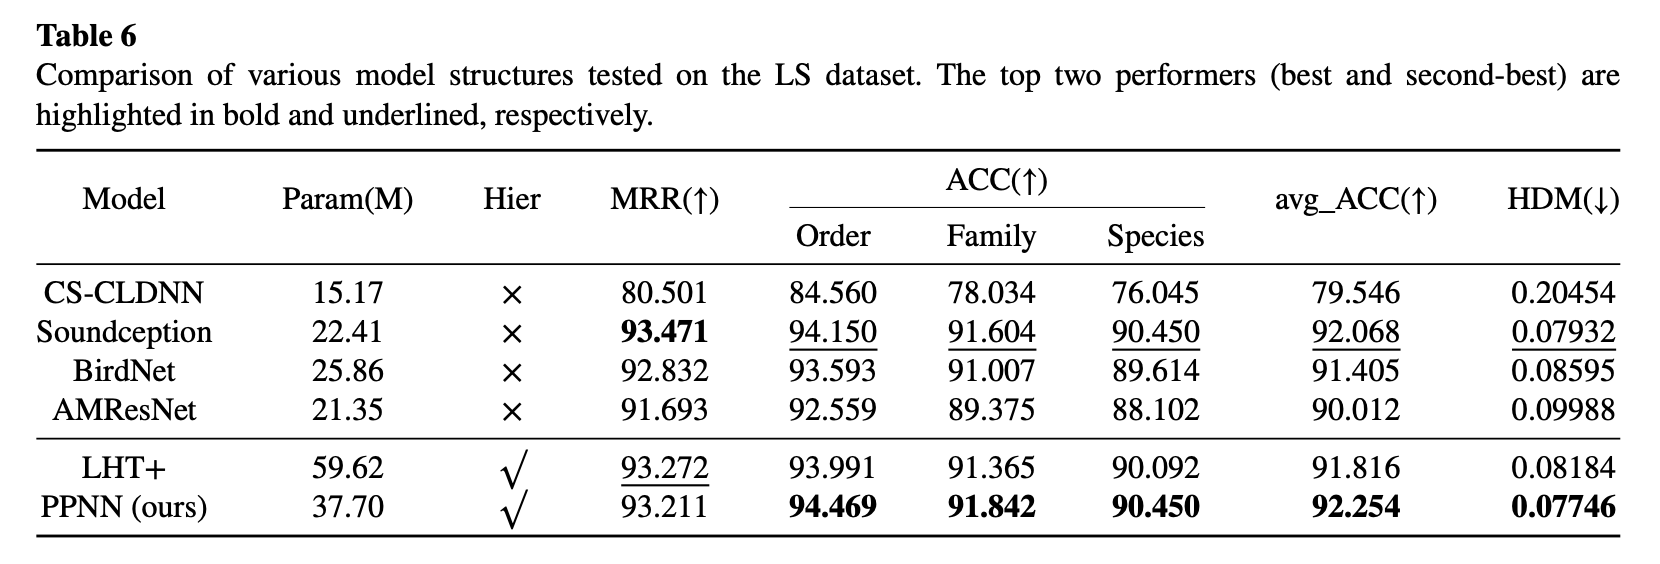 Table 6
Comparison of various model structures tested on the LS dataset. The top two performers (best and second-best) are
highlighted in bold and underlined, respectively.
Model Param(M) Hier MRR(↑) ACC(↑) avg_ACC(↑) HDM(↓)
Order Family Species
CS-CLDNN 15.17 × 80.501 84.560 78.034 76.045 79.546 0.20454
Soundception 22.41 × 93.471 94.150 91.604 90.450 92.068 0.07932
BirdNet 25.86 × 92.832 93.593 91.007 89.614 91.405 0.08595
AMResNet 21.35 × 91.693 92.559 89.375 88.102 90.012 0.09988
LHT+ 59.62 √ 93.272 93.991 91.365 90.092 91.816 0.08184
PPNN (ours) 37.70 √ 93.211 94.469 91.842 90.450 92.254 0.07746